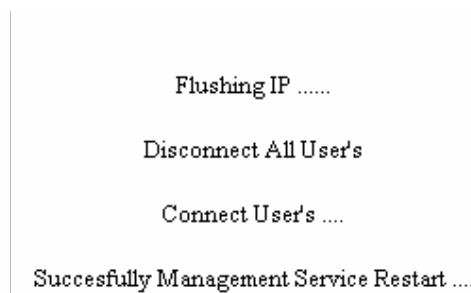 Flushing IP ......
Disconnect All User's
Connect User's ....
Succesfully Management Service Restart ....